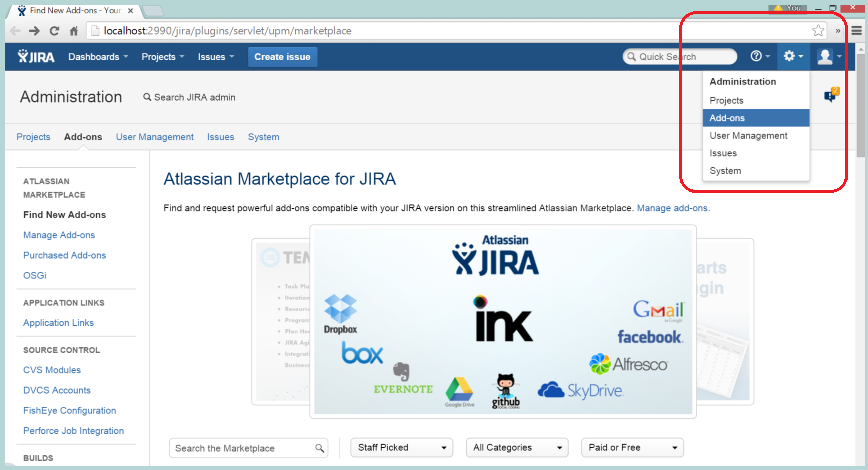 Find New Add-ons - Your
localhost:2990/jira/plugins/servlet/upm/marketplace
JIRA Dashboards Projects Issues Create issue Quick Search
Administration Search JIRA admin
Administration
Projects
Add-ons
User Management
Issues
System
Projects Add-ons User Management Issues System
ATLASSIAN
MARKETPLACE
Find New Add-ons
Manage Add-ons
Purchased Add-ons
OSGi
APPLICATION LINKS
Application Links
SOURCE CONTROL
CVS Modules
DVCS Accounts
FishEye Configuration
Perforce Job Integration
BUILDS
Atlassian Marketplace for JIRA
Find and request powerful add-ons compatible with your JIRA version on this streamlined Atlassian Marketplace. Manage add-ons.
Atlassian
JIRA
ink
Dropbox
box
EVERNOTE
Google Drive
github
SOCIAL CODING
SkyDrive
Alfresco
facebook
Gmail
by Google
Search the Marketplace Staff Picked All Categories Paid or Free